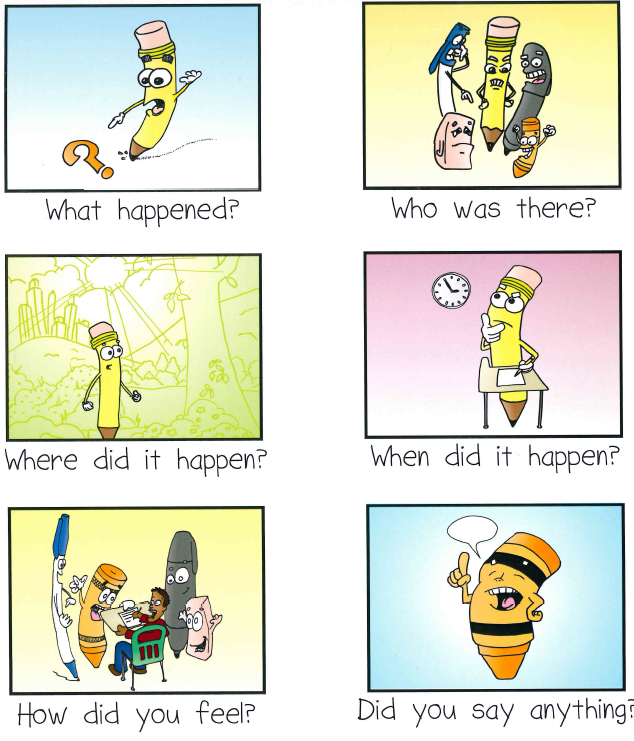 What happened?
Who was there?
Where did it happen?
When did it happen?
How did you feel?
Did you say anything?